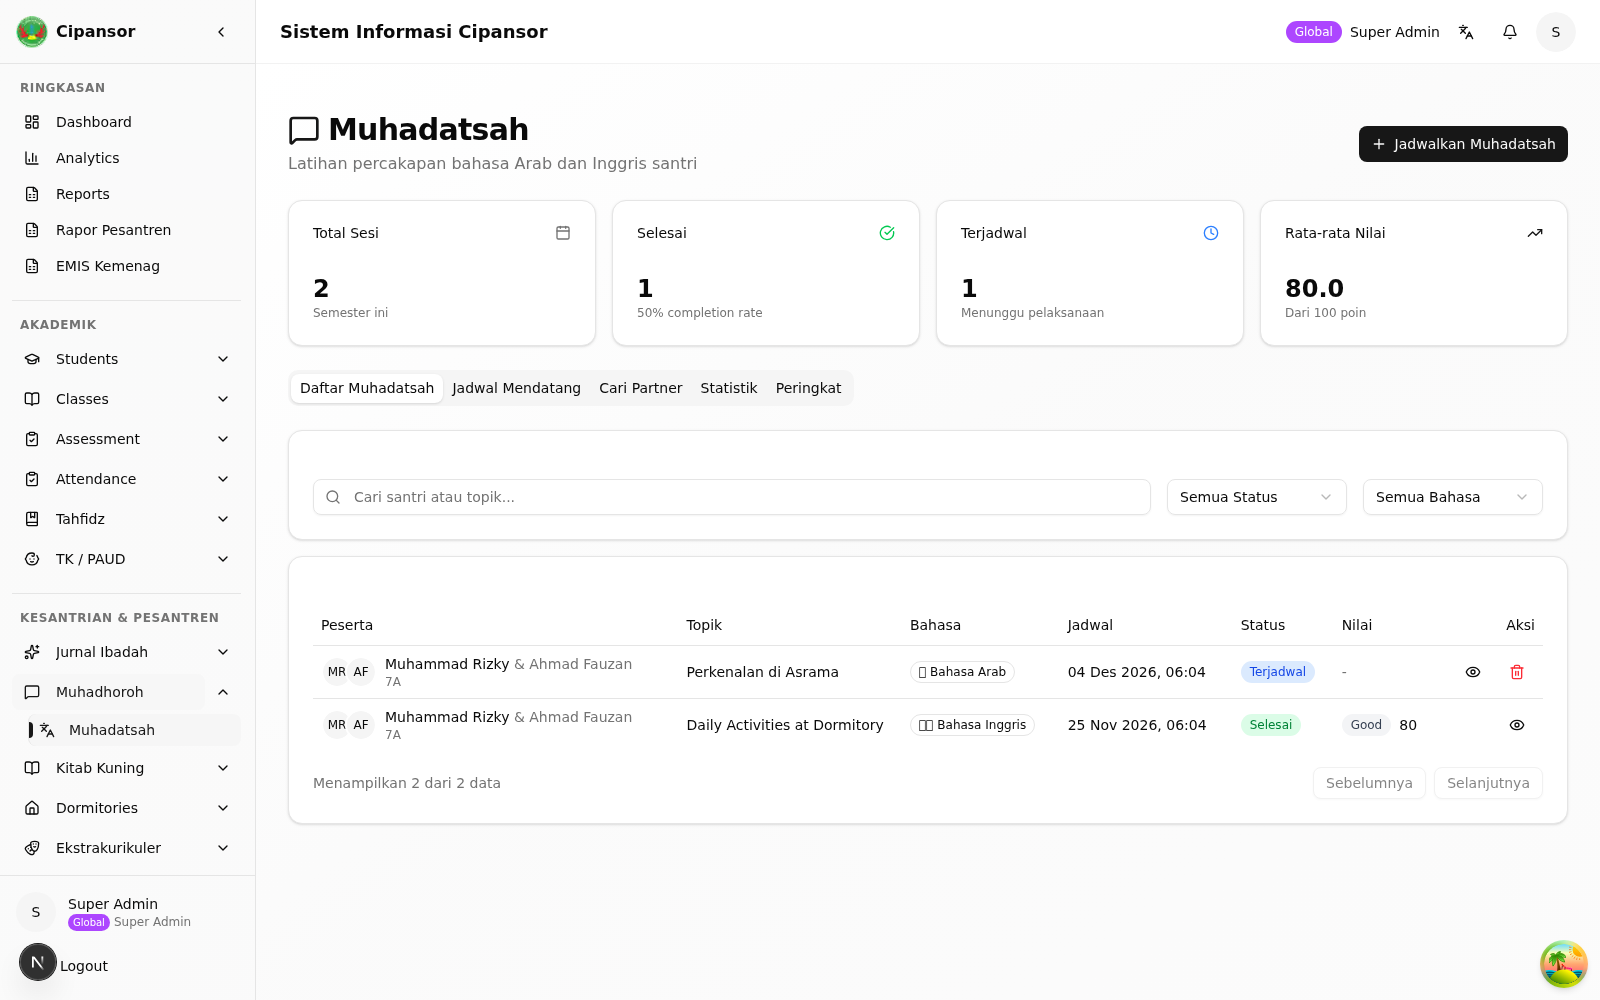 Cipansor
RINGKASAN
Dashboard
Analytics
Reports
Rapor Pesantren
EMIS Kemenag
AKADEMIK
Students
Classes
Assessment
Attendance
Tahfidz
TK / PAUD
KESANTRIAN & PESANTREN
Jurnal Ibadah
Muhadhoroh
Muhadatsah
Kitab Kuning
Dormitories
Ekstrakurikuler
S
Super Admin
Global Super Admin
N
Logout
Sistem Informasi Cipansor
Global Super Admin S
Muhadatsah
Latihan percakapan bahasa Arab dan Inggris santri
Jadwalkan Muhadatsah
Total Sesi
2
Semester ini
Selesai
1
50% completion rate
Terjadwal
1
Menunggu pelaksanaan
Rata-rata Nilai
80.0
Dari 100 poin
Daftar Muhadatsah Jadwal Mendatang Cari Partner Statistik Peringkat
Cari santri atau topik... Semua Status Semua Bahasa
Peserta Topik Bahasa Jadwal Status Nilai Aksi
MR AF Muhammad Rizky & Ahmad Fauzan Perkenalan di Asrama Bahasa Arab 04 Des 2026, 06:04 Terjadwal -
7A
MR AF Muhammad Rizky & Ahmad Fauzan Daily Activities at Dormitory Bahasa Inggris 25 Nov 2026, 06:04 Selesai Good 80
7A
Menampilkan 2 dari 2 data Sebelumnya Selanjutnya